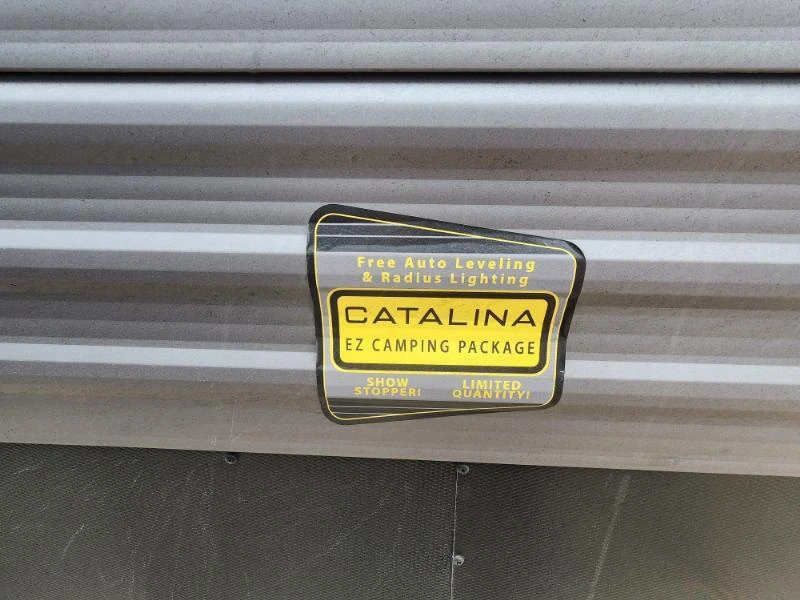 Free Auto Leveling
& Radius Lighting
CATALINA
EZ CAMPING PACKAGE
SHOW STOPPER!
LIMITED QUANTITY!